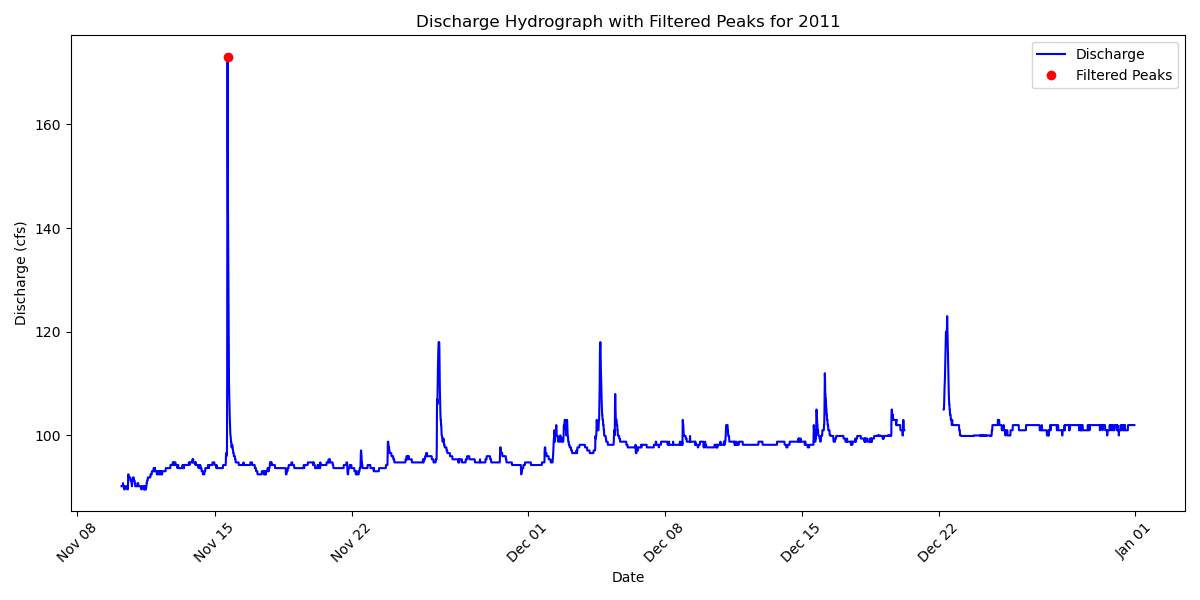 Discharge Hydrograph with Filtered Peaks for 2011
Discharge
Filtered Peaks
Discharge (cfs)
160
140
120
100
Nov 08
Nov 15
Nov 22
Dec 01
Dec 08
Dec 15
Dec 22
Jan 01
Date